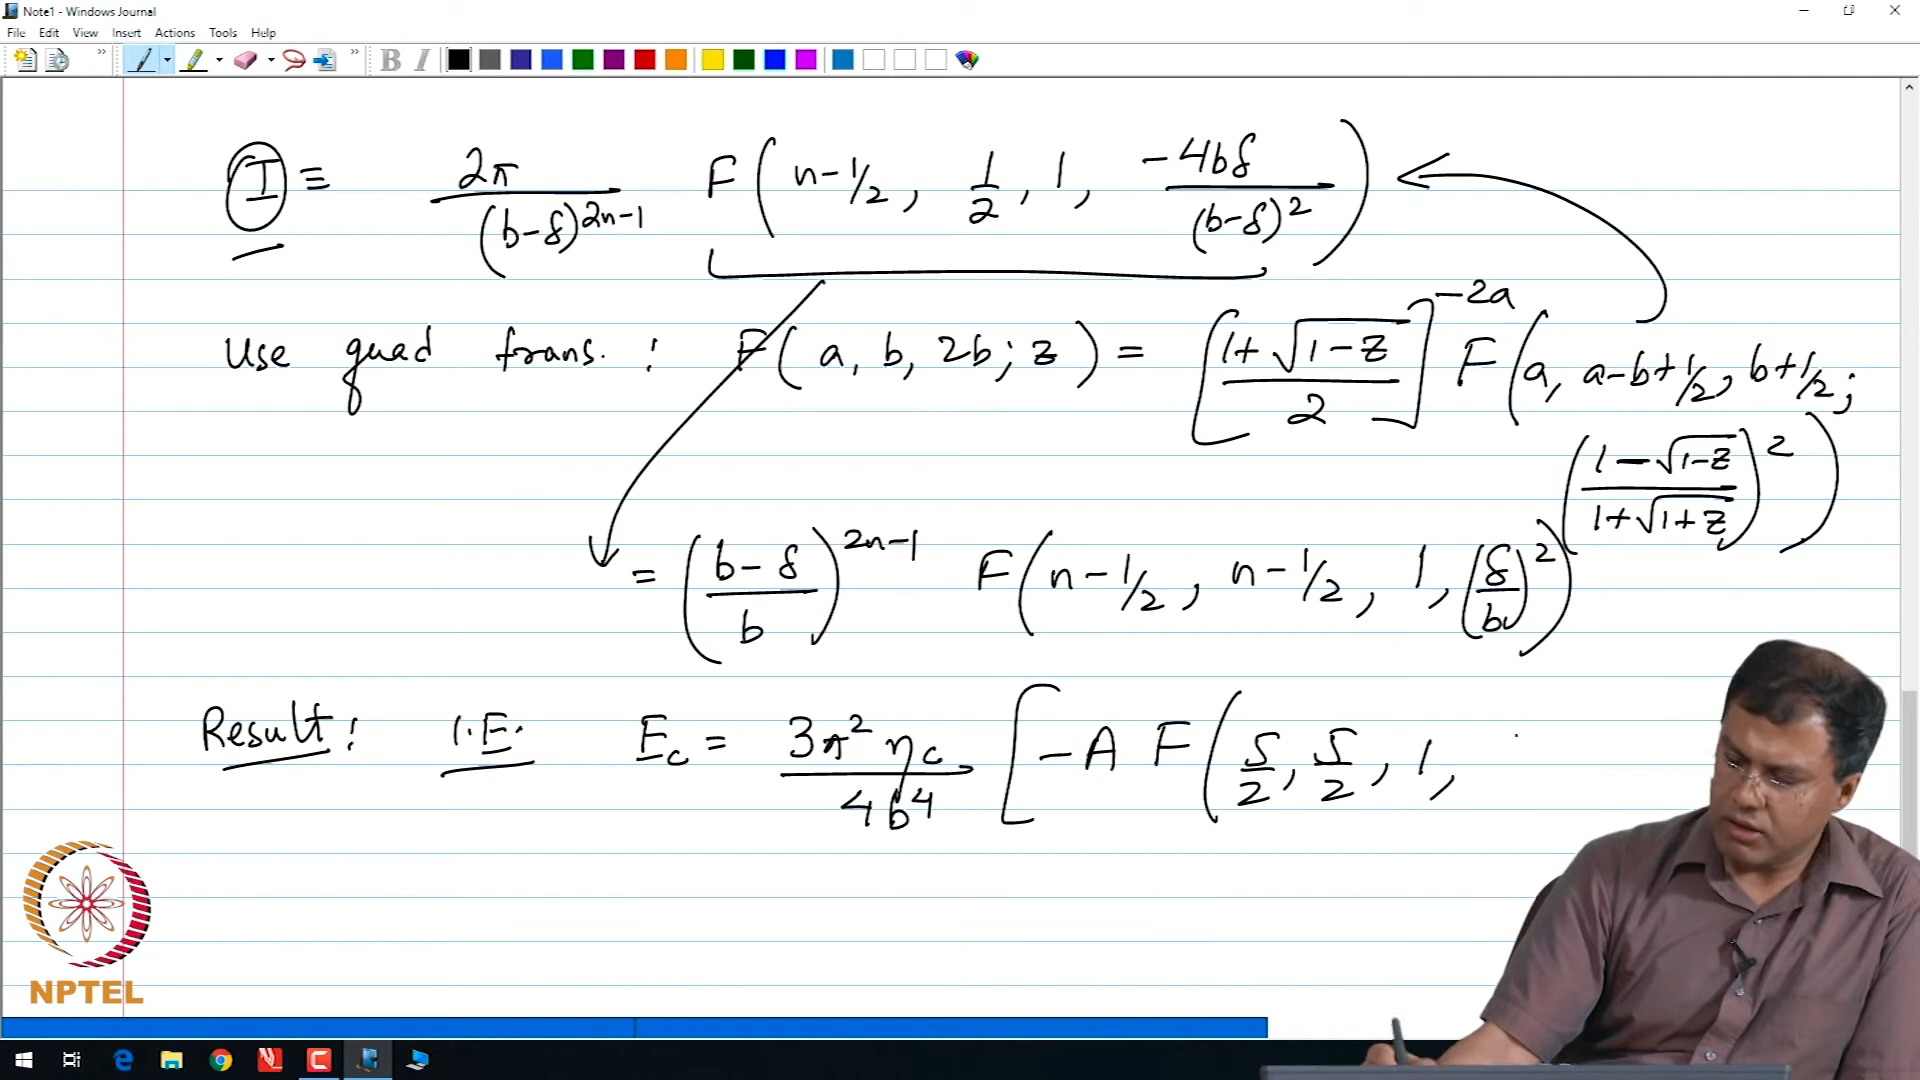 Note1 - Windows Journal
File Edit View Insert Actions Tools Help
B I
I ≡ 2π / (b-δ)^{2n-1} F( n-1/2, 1/2, 1, -4bδ / (b-δ)^2 )
Use quad trans. : F( a, b, 2b; z ) = [ (1+√(1-z)) / 2 ]^{-2a} F( a, a-b+1/2, b+1/2;
( (1-√(1-z)) / (1+√(1+z)) )^2 )
= ( (b-δ) / b )^{2n-1} F( n-1/2, n-1/2, 1, (δ/b)^2 )
Result: I.E. E_c = 3π^2 η_c / 4b^4 [ -A F( 5/2, 5/2, 1,
NPTEL